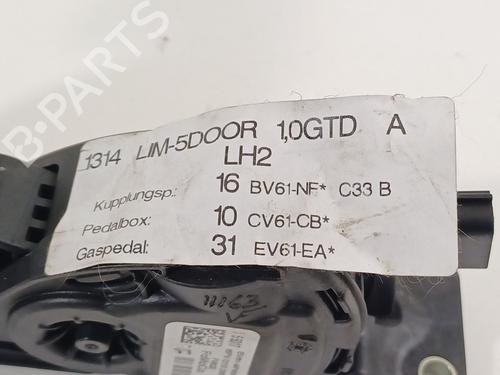 B-PARTS
1314 LIM-5DOOR 1,0GTD A
LH2
Kupplungsp.: 16 BV61-NF* C33 B
Pedalbox: 10 CV61-CB*
Gaspedal: 31 EV61-EA*